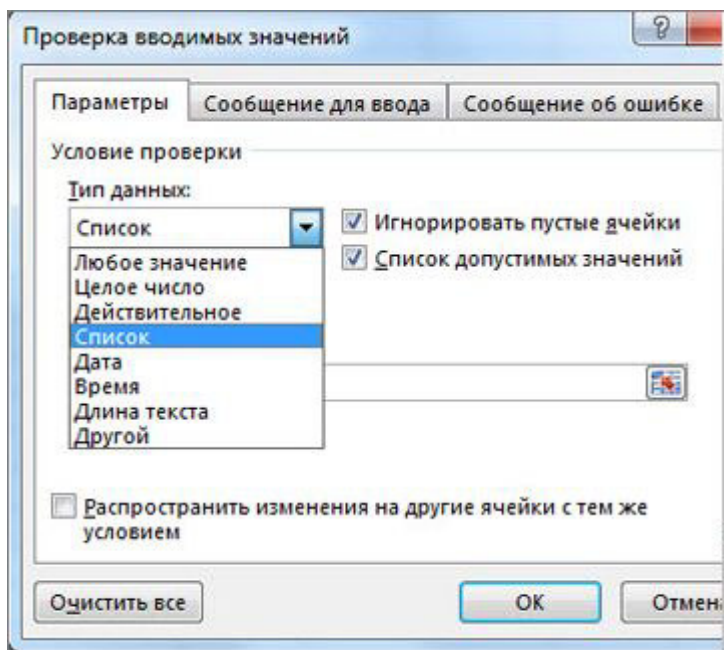 Проверка вводимых значений
?
Параметры
Сообщение для ввода
Сообщение об ошибке
Условие проверки
Тип данных:
Список
Игнорировать пустые ячейки
Список допустимых значений
Любое значение
Целое число
Действительное
Список
Дата
Время
Длина текста
Другой
Распространить изменения на другие ячейки с тем же
условием
Очистить все
ОК
Отмен